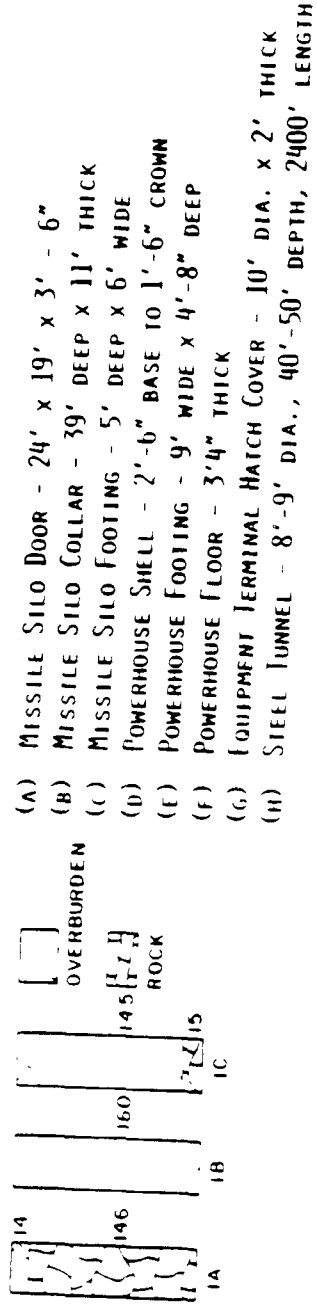 14
146
1A
160
1B
145
15
1C
OVERBURDEN
ROCK
(A) MISSILE SILO DOOR - 24' x 19' x 3' - 6"
(B) MISSILE SILO COLLAR - 39' DEEP x 11' THICK
(C) MISSILE SILO FOOTING - 5' DEEP x 6' WIDE
(D) POWERHOUSE SHELL - 2'-6" BASE TO 1'-6" CROWN
(E) POWERHOUSE FOOTING - 9' WIDE x 4'-8" DEEP
(F) POWERHOUSE FLOOR - 3'4" THICK
(G) EQUIPMENT TERMINAL HATCH COVER - 10' DIA. x 2' THICK
(H) STEEL TUNNEL - 8'-9' DIA., 40'-50' DEPTH, 2400' LENGTH